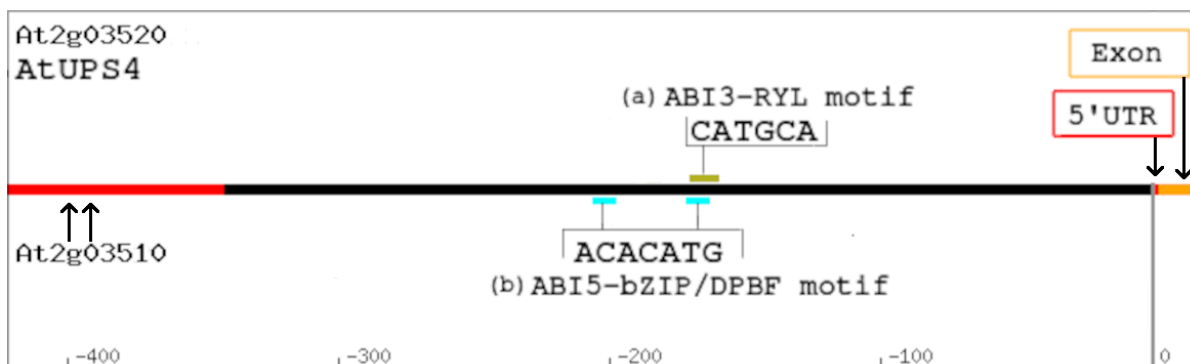 At2g03520
AtUPS4
Exon
(a) ABI3-RYL motif
5'UTR
CATGCA
At2g03510
ACACATG
(b) ABI5-bZIP/DPBF motif
-400 -300 -200 -100 0